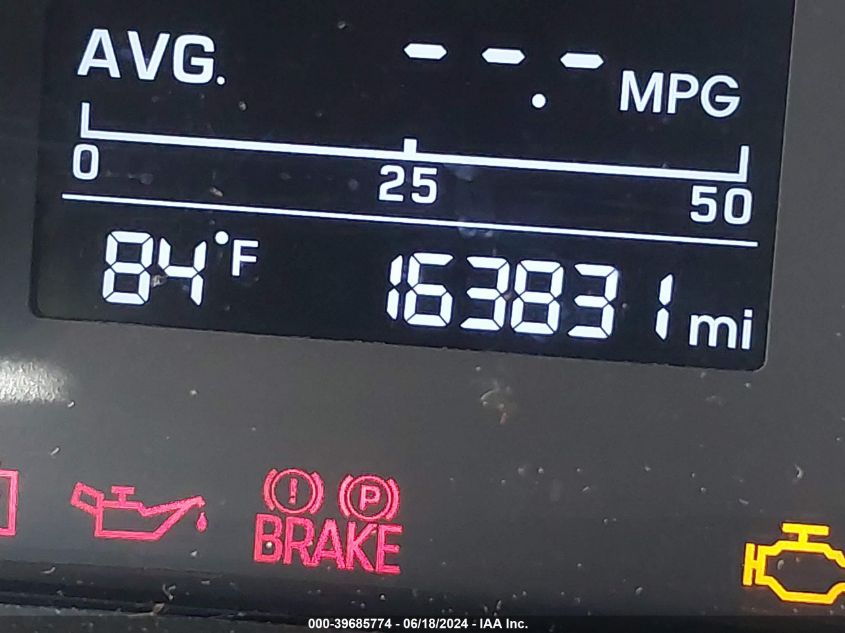 AVG. --.- MPG
0 25 50
84°F 163831 mi
! P
BRAKE
000-39685774 - 06/18/2024 - IAA Inc.